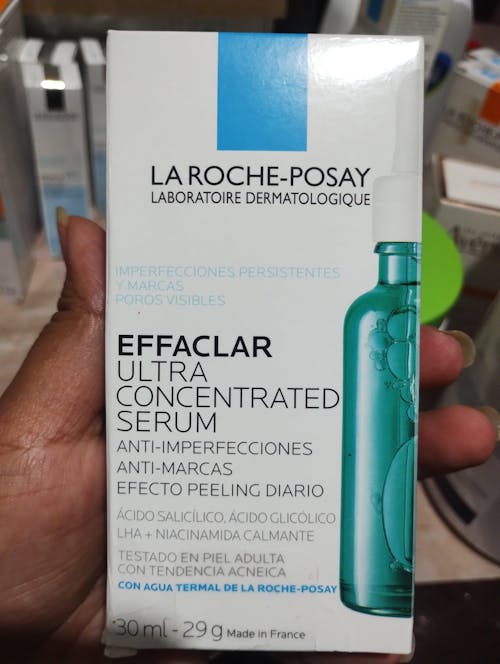 LA ROCHE-POSAY
LABORATOIRE DERMATOLOGIQUE
IMPERFECCIONES PERSISTENTES
Y MARCAS
POROS VISIBLES
EFFACLAR
ULTRA
CONCENTRATED
SERUM
ANTI-IMPERFECCIONES
ANTI-MARCAS
EFECTO PEELING DIARIO
ÁCIDO SALICÍLICO, ÁCIDO GLICÓLICO
LHA + NIACINAMIDA CALMANTE
TESTADO EN PIEL ADULTA
CON TENDENCIA ACNEICA
CON AGUA TERMAL DE LA ROCHE-POSAY
30 ml - 29 g Made in France